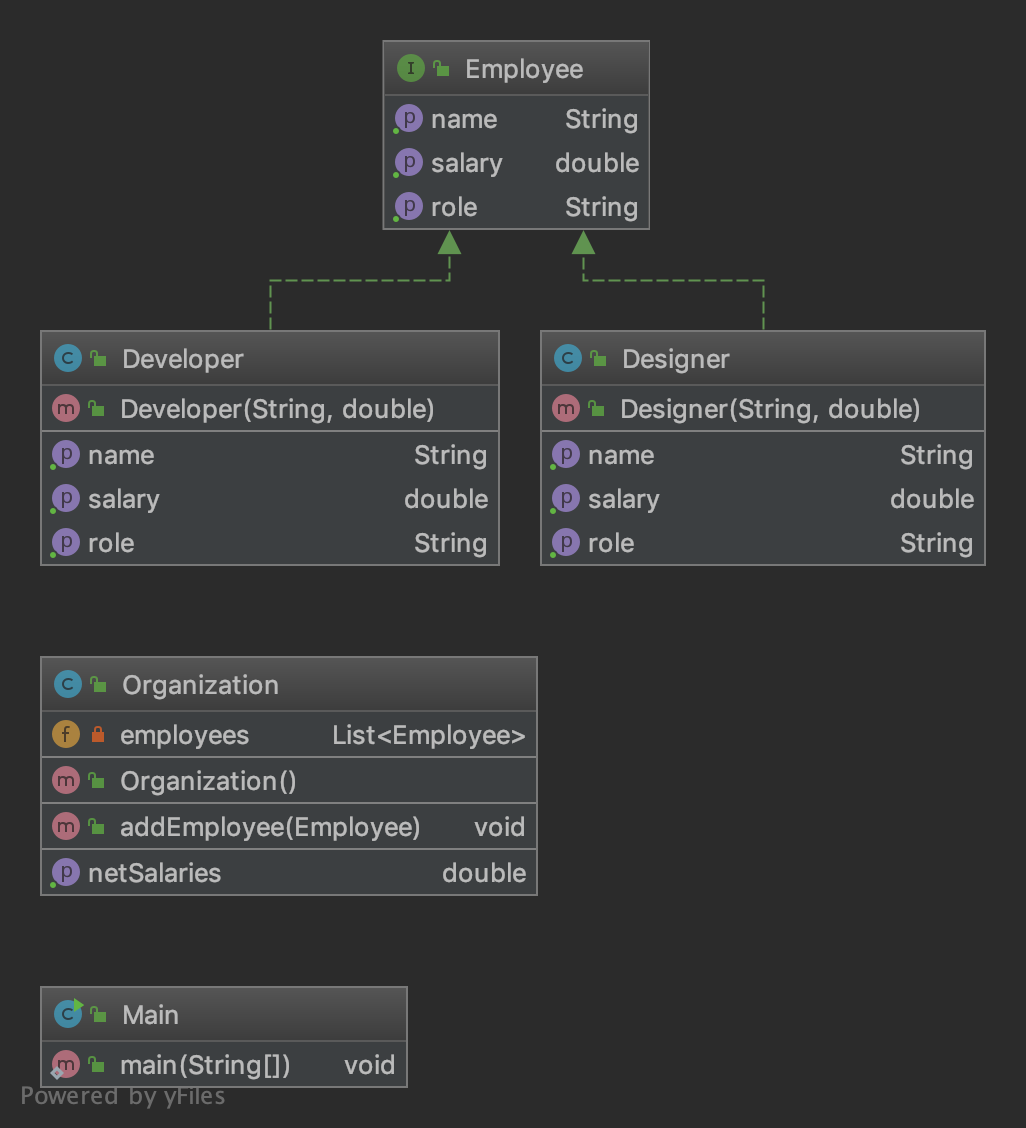 Employee
name String
salary double
role String
Developer
Developer(String, double)
name String
salary double
role String
Designer
Designer(String, double)
name String
salary double
role String
Organization
employees List<Employee>
Organization()
addEmployee(Employee) void
netSalaries double
Main
main(String[]) void
Powered by yFiles